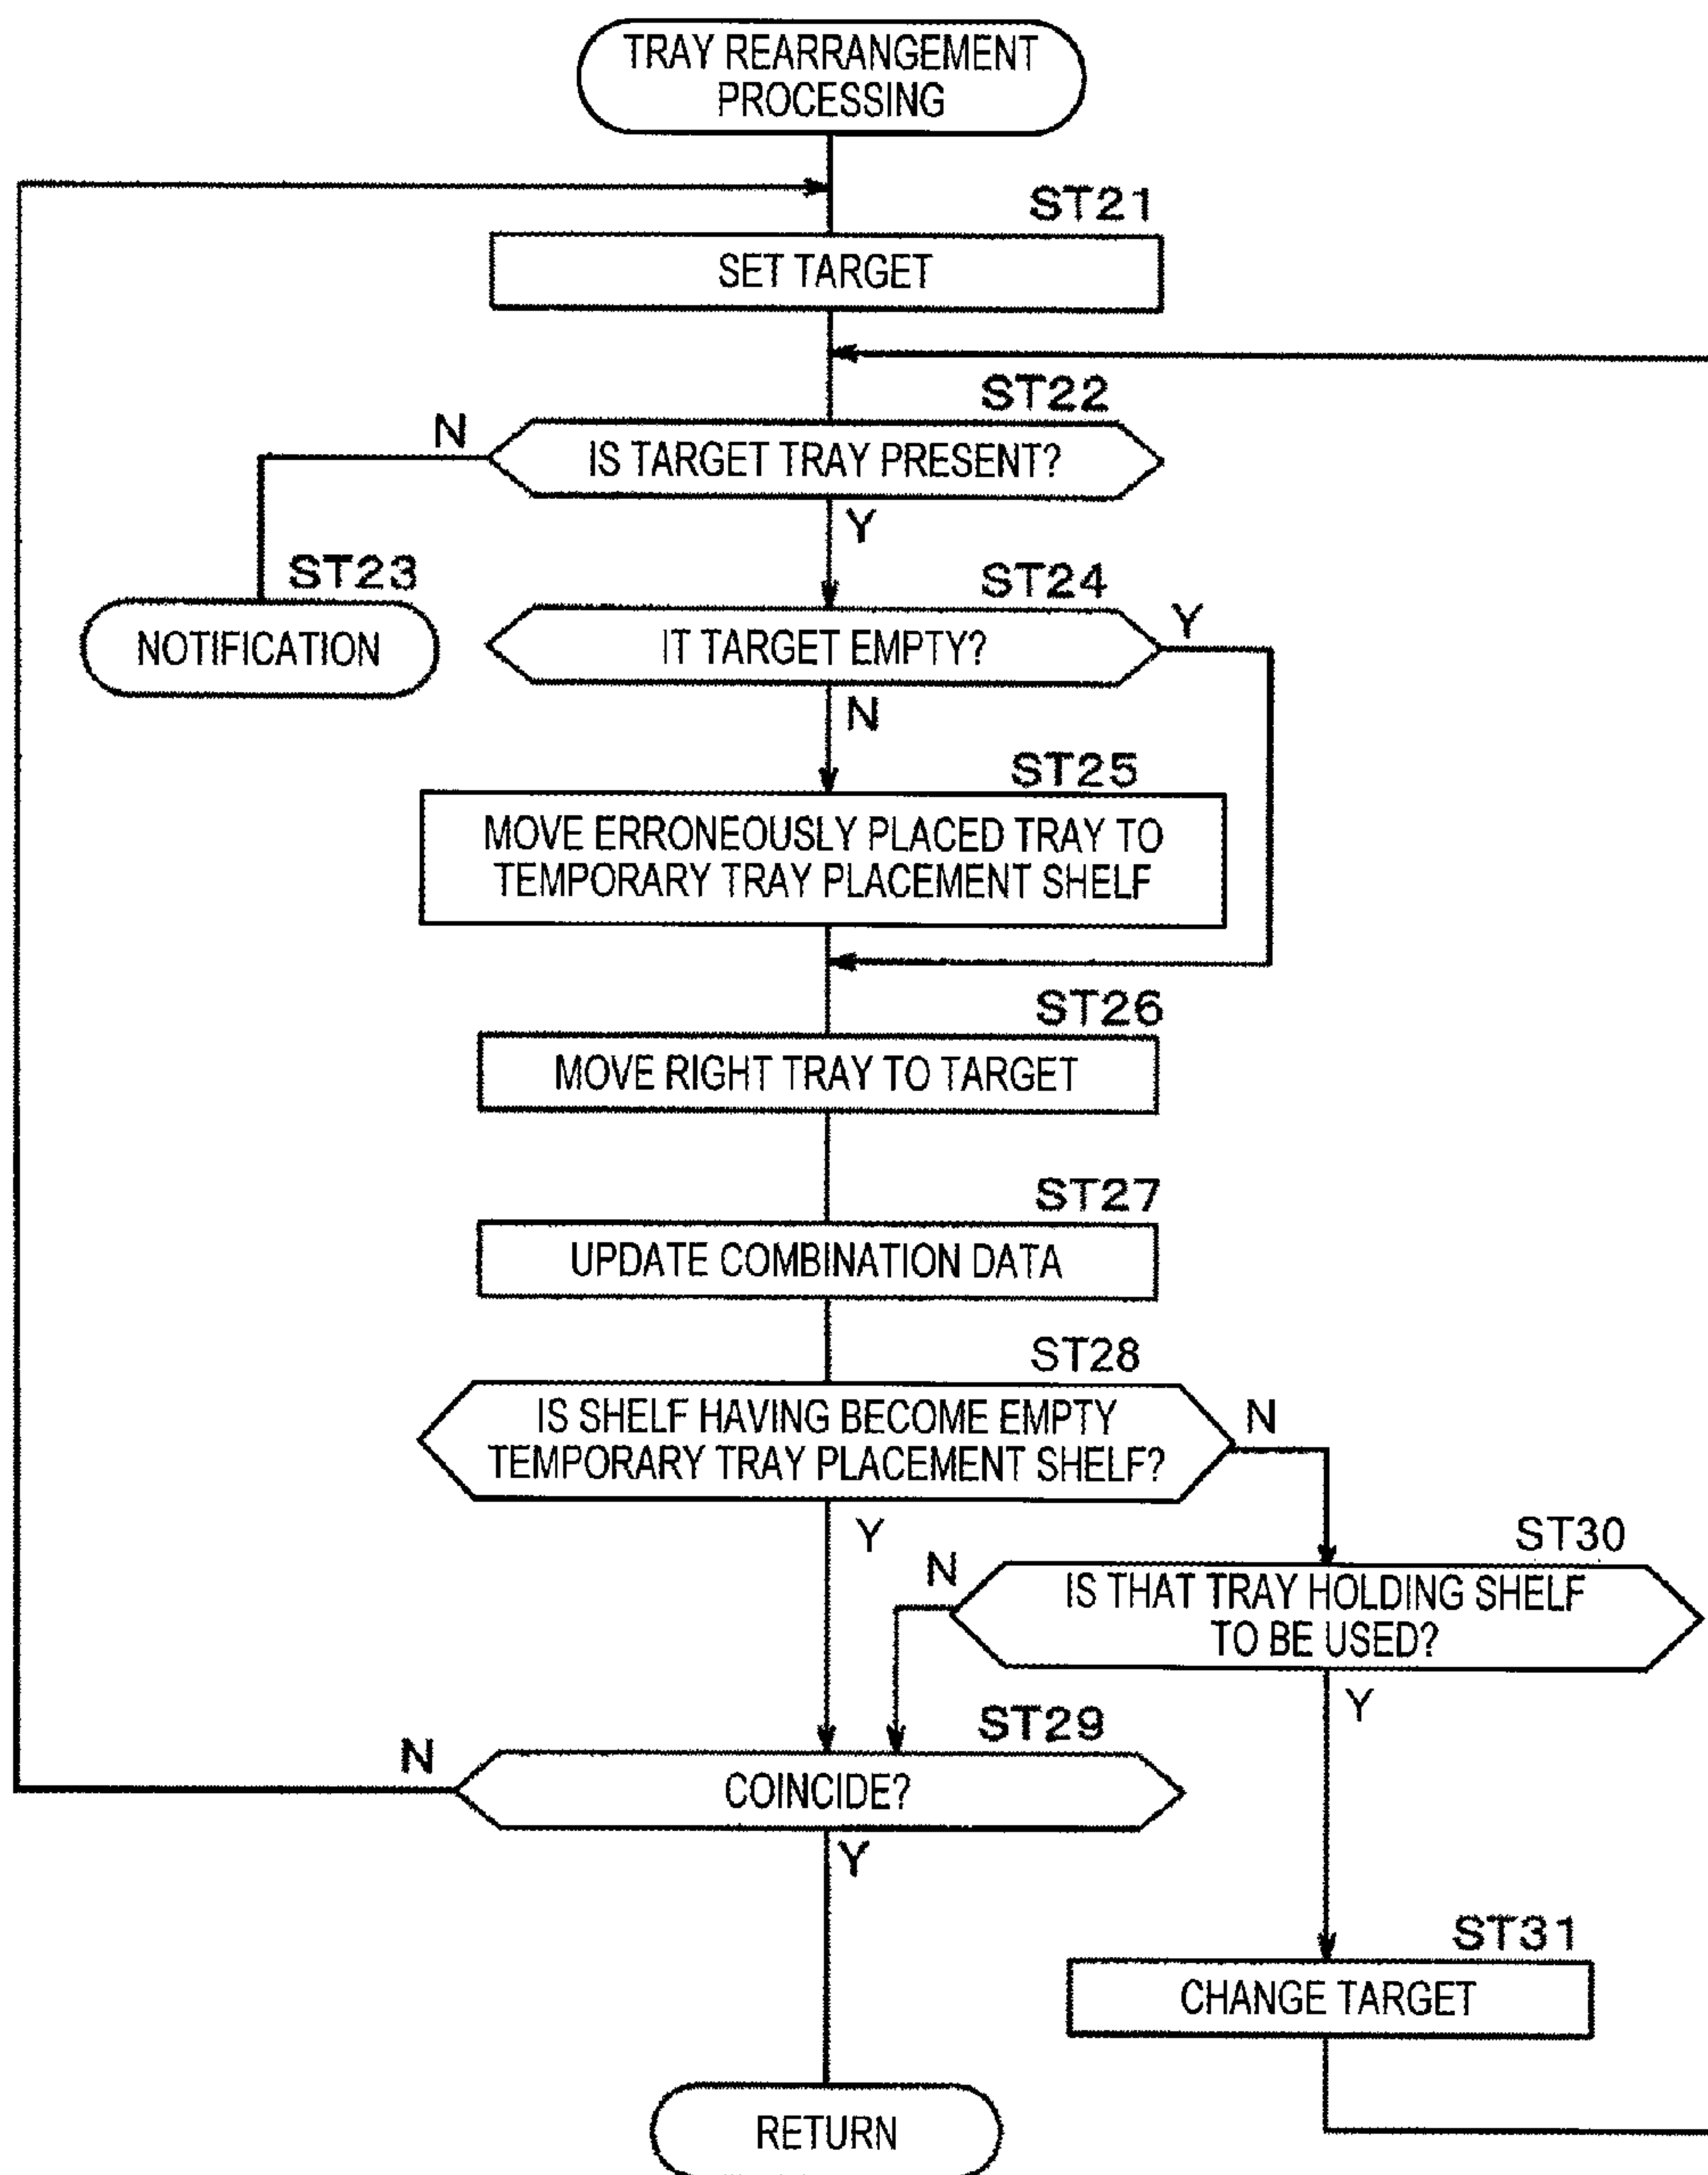 TRAY REARRANGEMENT
PROCESSING
ST21
SET TARGET
ST22
N
IS TARGET TRAY PRESENT?
Y
ST23
NOTIFICATION
ST24
Y
IT TARGET EMPTY?
N
ST25
MOVE ERRONEOUSLY PLACED TRAY TO
TEMPORARY TRAY PLACEMENT SHELF
ST26
MOVE RIGHT TRAY TO TARGET
ST27
UPDATE COMBINATION DATA
ST28
IS SHELF HAVING BECOME EMPTY
TEMPORARY TRAY PLACEMENT SHELF?
N
Y
ST30
N
IS THAT TRAY HOLDING SHELF
TO BE USED?
Y
ST29
N
COINCIDE?
Y
ST31
CHANGE TARGET
RETURN